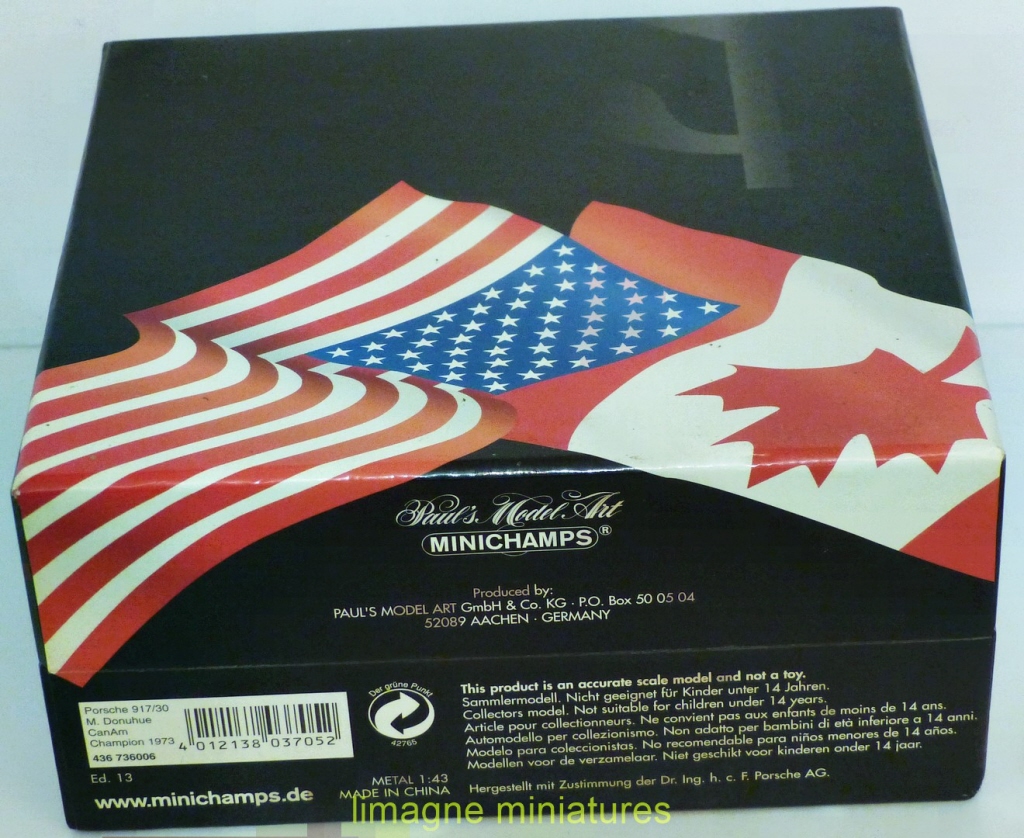 Paul's Model Art
MINICHAMPS®
Produced by:
PAUL'S MODEL ART GmbH & Co. KG · P.O. Box 50 05 04
52089 AACHEN · GERMANY
Porsche 917/30
M. Donuhue
CanAm
Champion 1973
436 736006
4 012138 037052
Ed. 13
www.minichamps.de
Der grüne Punkt
42765
METAL 1:43
MADE IN CHINA
This product is an accurate scale model and not a toy.
Sammlermodell. Nicht geeignet für Kinder unter 14 Jahren.
Collectors model. Not suitable for children under 14 years.
Article pour collectionneurs. Ne convient pas aux enfants de moins de 14 ans.
Automodello per collezionismo. Non adatto per bambini di età inferiore a 14 anni.
Modelo para coleccionistas. No recomendable para niños menores de 14 años.
Modellen voor de verzamelaar. Niet geschikt voor kinderen onder 14 jaar.
Hergestellt mit Zustimmung der Dr. Ing. h. c. F. Porsche AG.
limagne miniatures